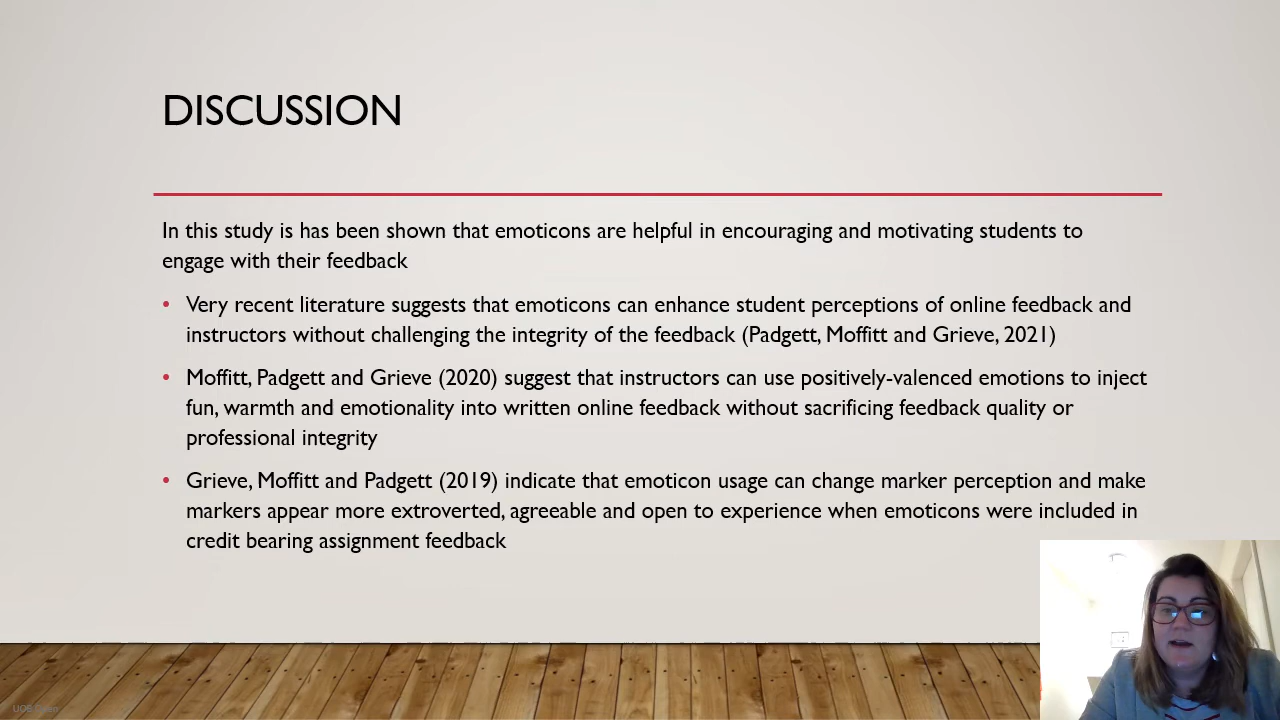 DISCUSSION
In this study is has been shown that emoticons are helpful in encouraging and motivating students to
engage with their feedback
• Very recent literature suggests that emoticons can enhance student perceptions of online feedback and
instructors without challenging the integrity of the feedback (Padgett, Moffitt and Grieve, 2021)
• Moffitt, Padgett and Grieve (2020) suggest that instructors can use positively-valenced emotions to inject
fun, warmth and emotionality into written online feedback without sacrificing feedback quality or
professional integrity
• Grieve, Moffitt and Padgett (2019) indicate that emoticon usage can change marker perception and make
markers appear more extroverted, agreeable and open to experience when emoticons were included in
credit bearing assignment feedback
UOB Open